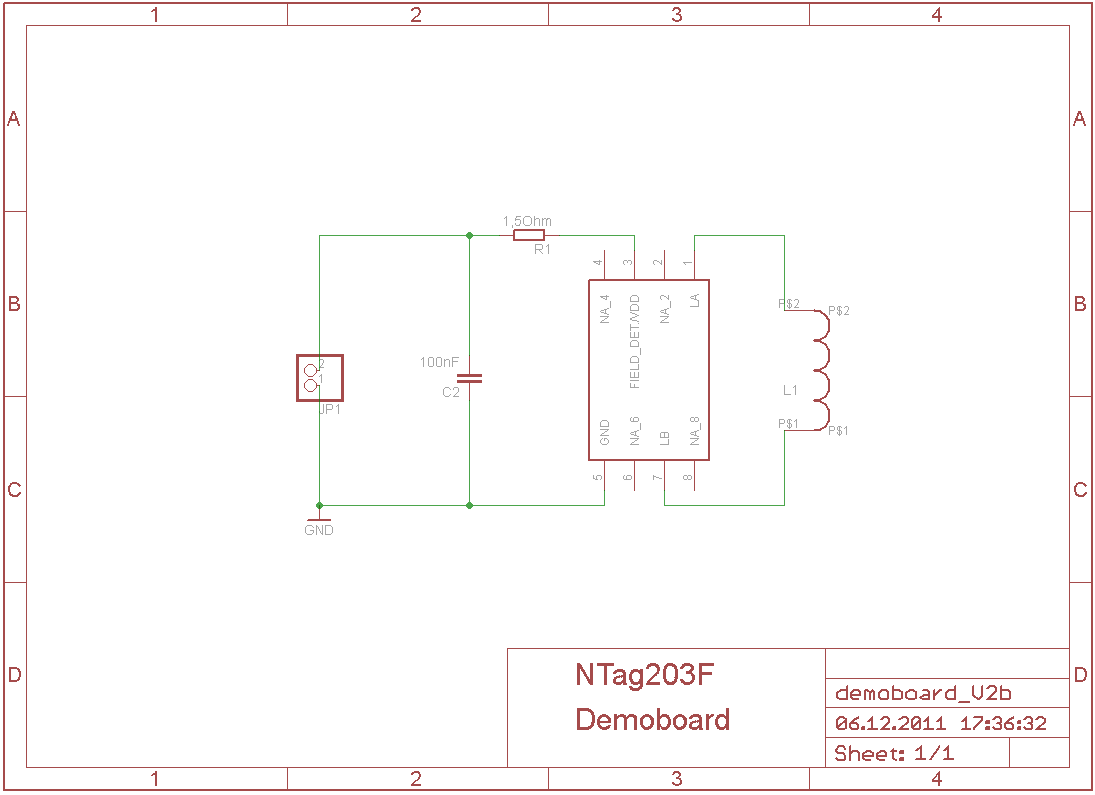 1 2 3 4
A A
1,5Ohm
R1
4 3 2 1
B B
NA_4 FIELD_DET./VDD NA_2 LA
P$2 P$2
2
1
JP1
100nF
C2
L1
P$1 P$1
GND NA_6 LB NA_8
5 6 7 8
C C
GND
D D
NTag203F
Demoboard
demoboard_V2b
06.12.2011 17:36:32
Sheet: 1/1
1 2 3 4